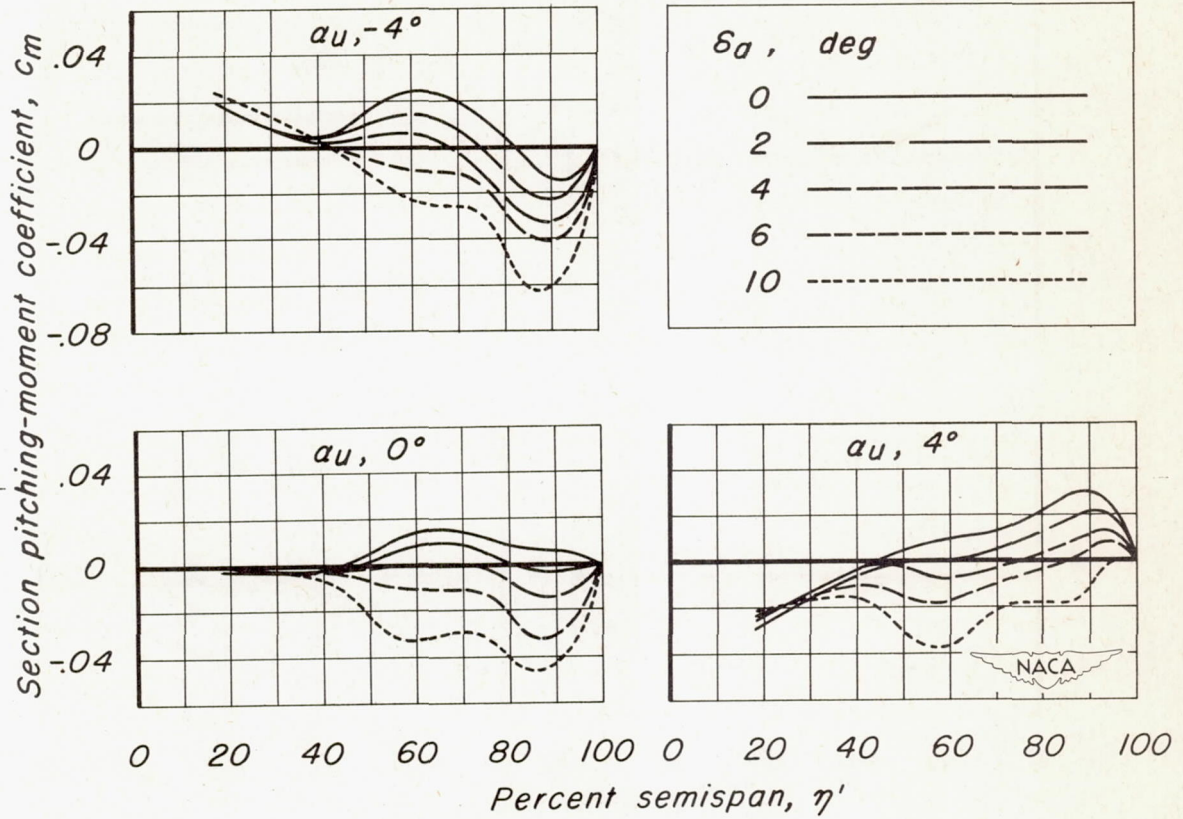 Section pitching-moment coefficient, cm
αu, -4°
.04
0
-.04
-.08
δa, deg
0
2
4
6
10
αu, 0°
.04
0
-.04
αu, 4°
NACA
0 20 40 60 80 100
0 20 40 60 80 100
Percent semispan, η'